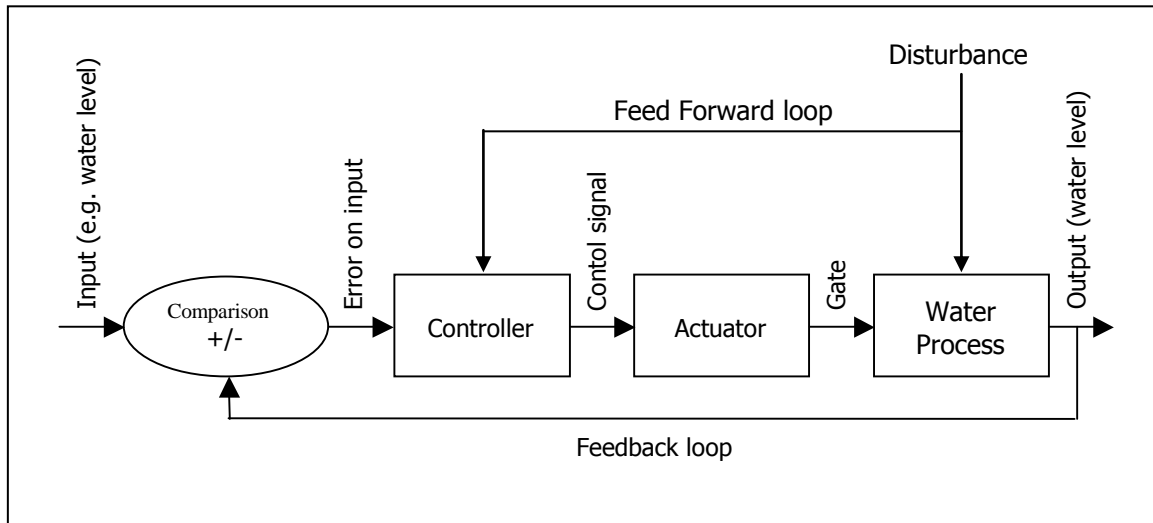 Disturbance
Feed Forward loop
Input (e.g. water level)
Error on input
Contol signal
Gate
Output (water level)
Comparison
+/-
Controller
Actuator
Water
Process
Feedback loop